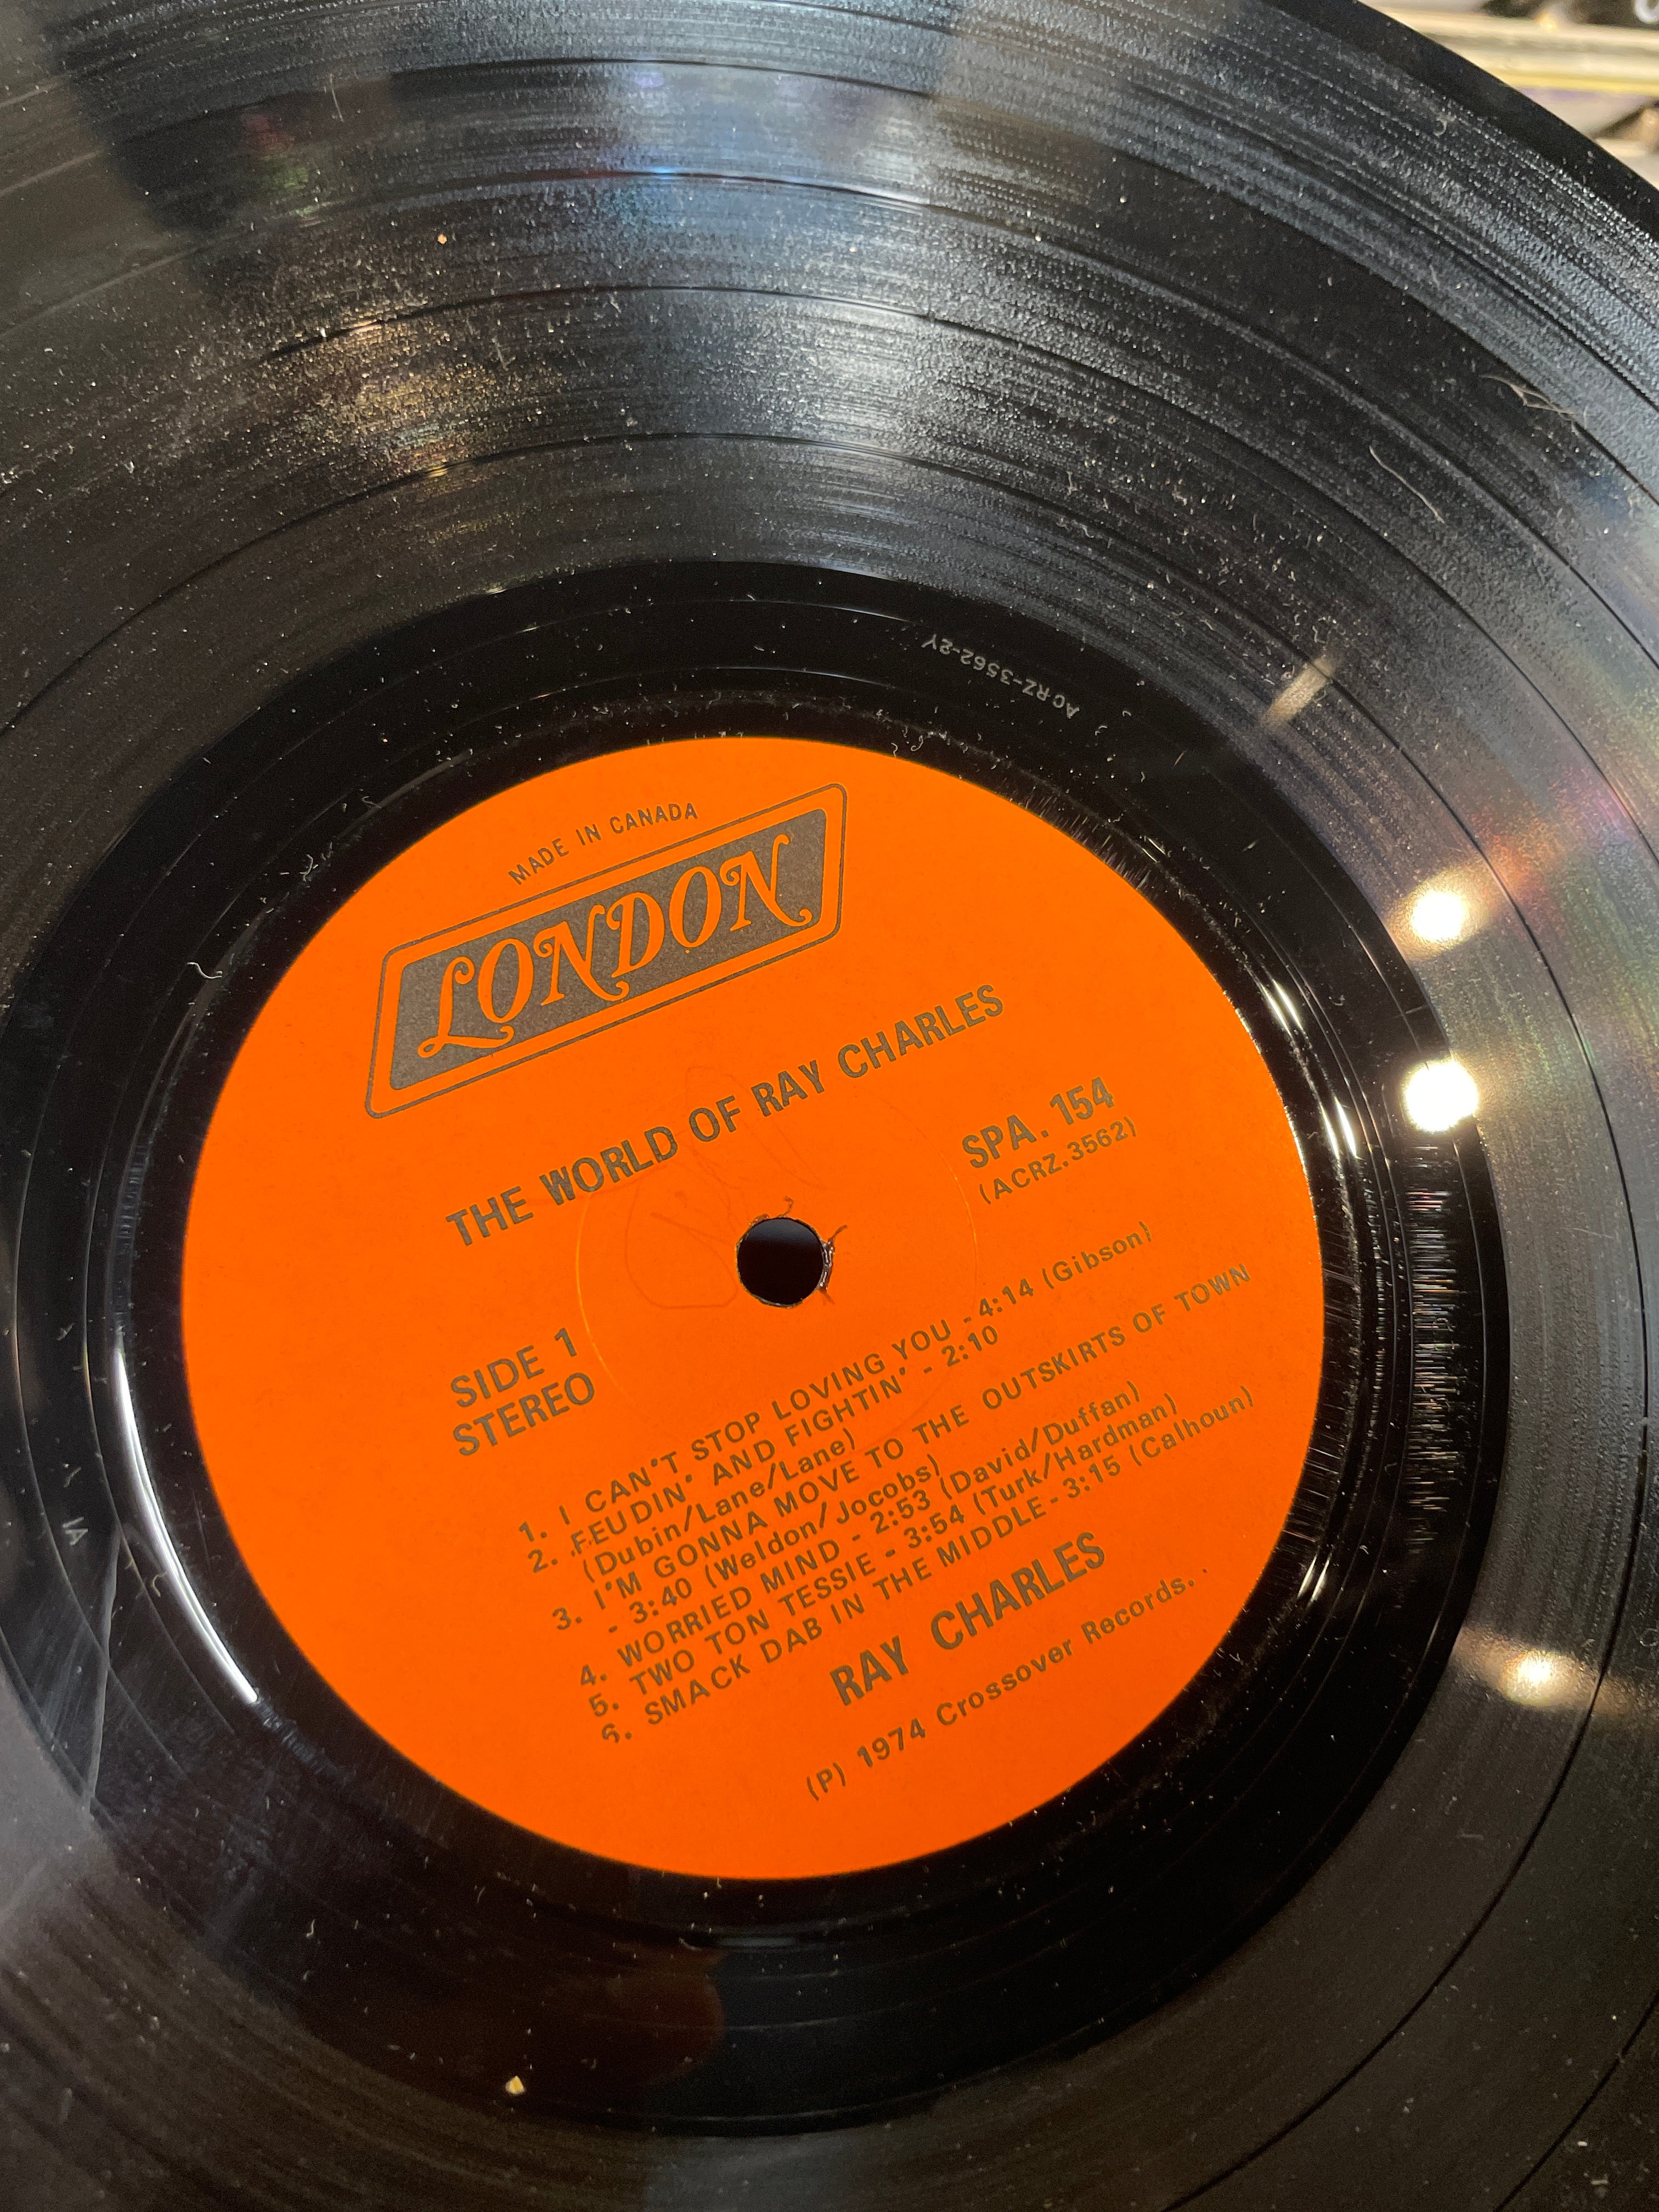 ACRZ-3562-2Y
MADE IN CANADA
LONDON
THE WORLD OF RAY CHARLES
SPA. 154
(ACRZ.3562)
SIDE 1
STEREO
1. I CAN'T STOP LOVING YOU - 4:14 (Gibson)
2. FEUDIN' AND FIGHTIN' - 2:10
(Dubin/Lane/Lane)
3. I'M GONNA MOVE TO THE OUTSKIRTS OF TOWN
- 3:40 (Weldon/Jocobs)
4. WORRIED MIND - 2:53 (David/Duffan)
5. TWO TON TESSIE - 3:54 (Turk/Hardman)
6. SMACK DAB IN THE MIDDLE - 3:15 (Calhoun)
RAY CHARLES
(P) 1974 Crossover Records.